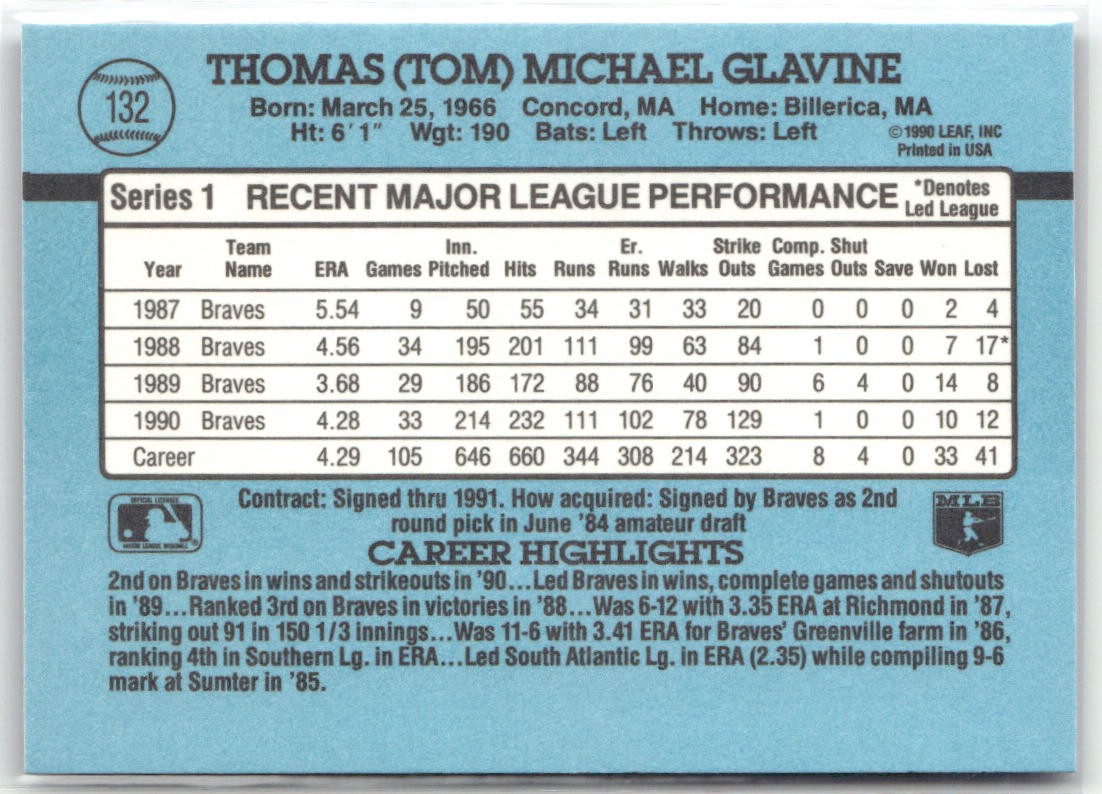 132
THOMAS (TOM) MICHAEL GLAVINE
Born: March 25, 1966 Concord, MA Home: Billerica, MA
Ht: 6' 1" Wgt: 190 Bats: Left Throws: Left
©1990 LEAF, INC
Printed in USA
Series 1 RECENT MAJOR LEAGUE PERFORMANCE *Denotes
Led League
Team Inn. Er. Strike Comp. Shut
Year Name ERA Games Pitched Hits Runs Runs Walks Outs Games Outs Save Won Lost
1987 Braves 5.54 9 50 55 34 31 33 20 0 0 0 2 4
1988 Braves 4.56 34 195 201 111 99 63 84 1 0 0 7 17*
1989 Braves 3.68 29 186 172 88 76 40 90 6 4 0 14 8
1990 Braves 4.28 33 214 232 111 102 78 129 1 0 0 10 12
Career 4.29 105 646 660 344 308 214 323 8 4 0 33 41
OFFICIAL LICENSEE
MAJOR LEAGUE BASEBALL
Contract: Signed thru 1991. How acquired: Signed by Braves as 2nd
round pick in June '84 amateur draft
MLB
CAREER HIGHLIGHTS
2nd on Braves in wins and strikeouts in '90...Led Braves in wins, complete games and shutouts
in '89...Ranked 3rd on Braves in victories in '88...Was 6-12 with 3.35 ERA at Richmond in '87,
striking out 91 in 150 1/3 innings...Was 11-6 with 3.41 ERA for Braves' Greenville farm in '86,
ranking 4th in Southern Lg. in ERA...Led South Atlantic Lg. in ERA (2.35) while compiling 9-6
mark at Sumter in '85.